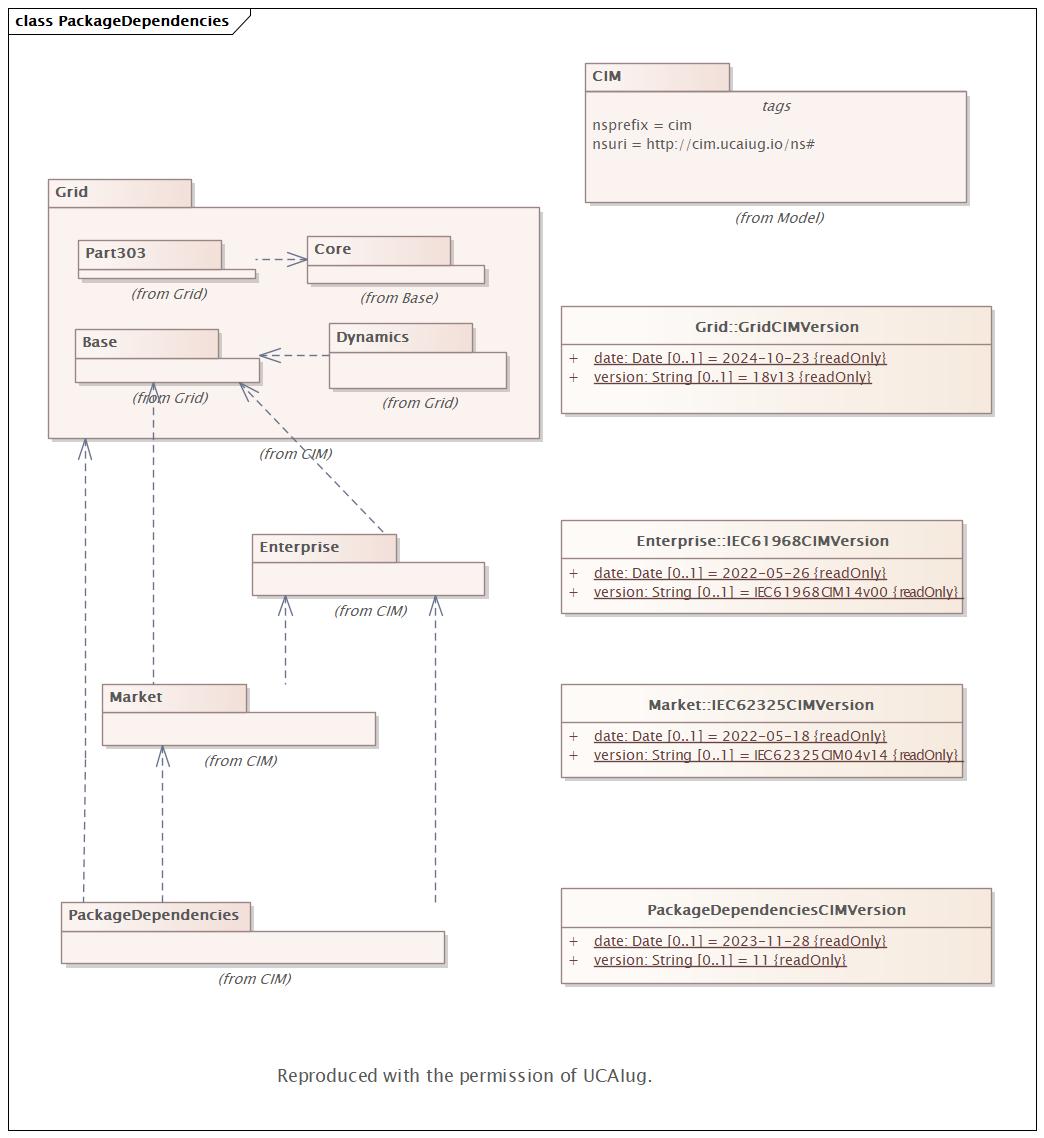 class PackageDependencies
CIM
tags
nsprefix = cim
nsuri = http://cim.ucaiug.io/ns#
(from Model)
Grid
Part303
(from Grid)
Core
(from Base)
Base
(from Grid)
Dynamics
(from Grid)
(from CIM)
Grid::GridCIMVersion
+ date: Date [0..1] = 2024-10-23 {readOnly}
+ version: String [0..1] = 18v13 {readOnly}
Enterprise
(from CIM)
Enterprise::IEC61968CIMVersion
+ date: Date [0..1] = 2022-05-26 {readOnly}
+ version: String [0..1] = IEC61968CIM14v00 {readOnly}
Market
(from CIM)
Market::IEC62325CIMVersion
+ date: Date [0..1] = 2022-05-18 {readOnly}
+ version: String [0..1] = IEC62325CIM04v14 {readOnly}
PackageDependencies
(from CIM)
PackageDependenciesCIMVersion
+ date: Date [0..1] = 2023-11-28 {readOnly}
+ version: String [0..1] = 11 {readOnly}
Reproduced with the permission of UCAIug.